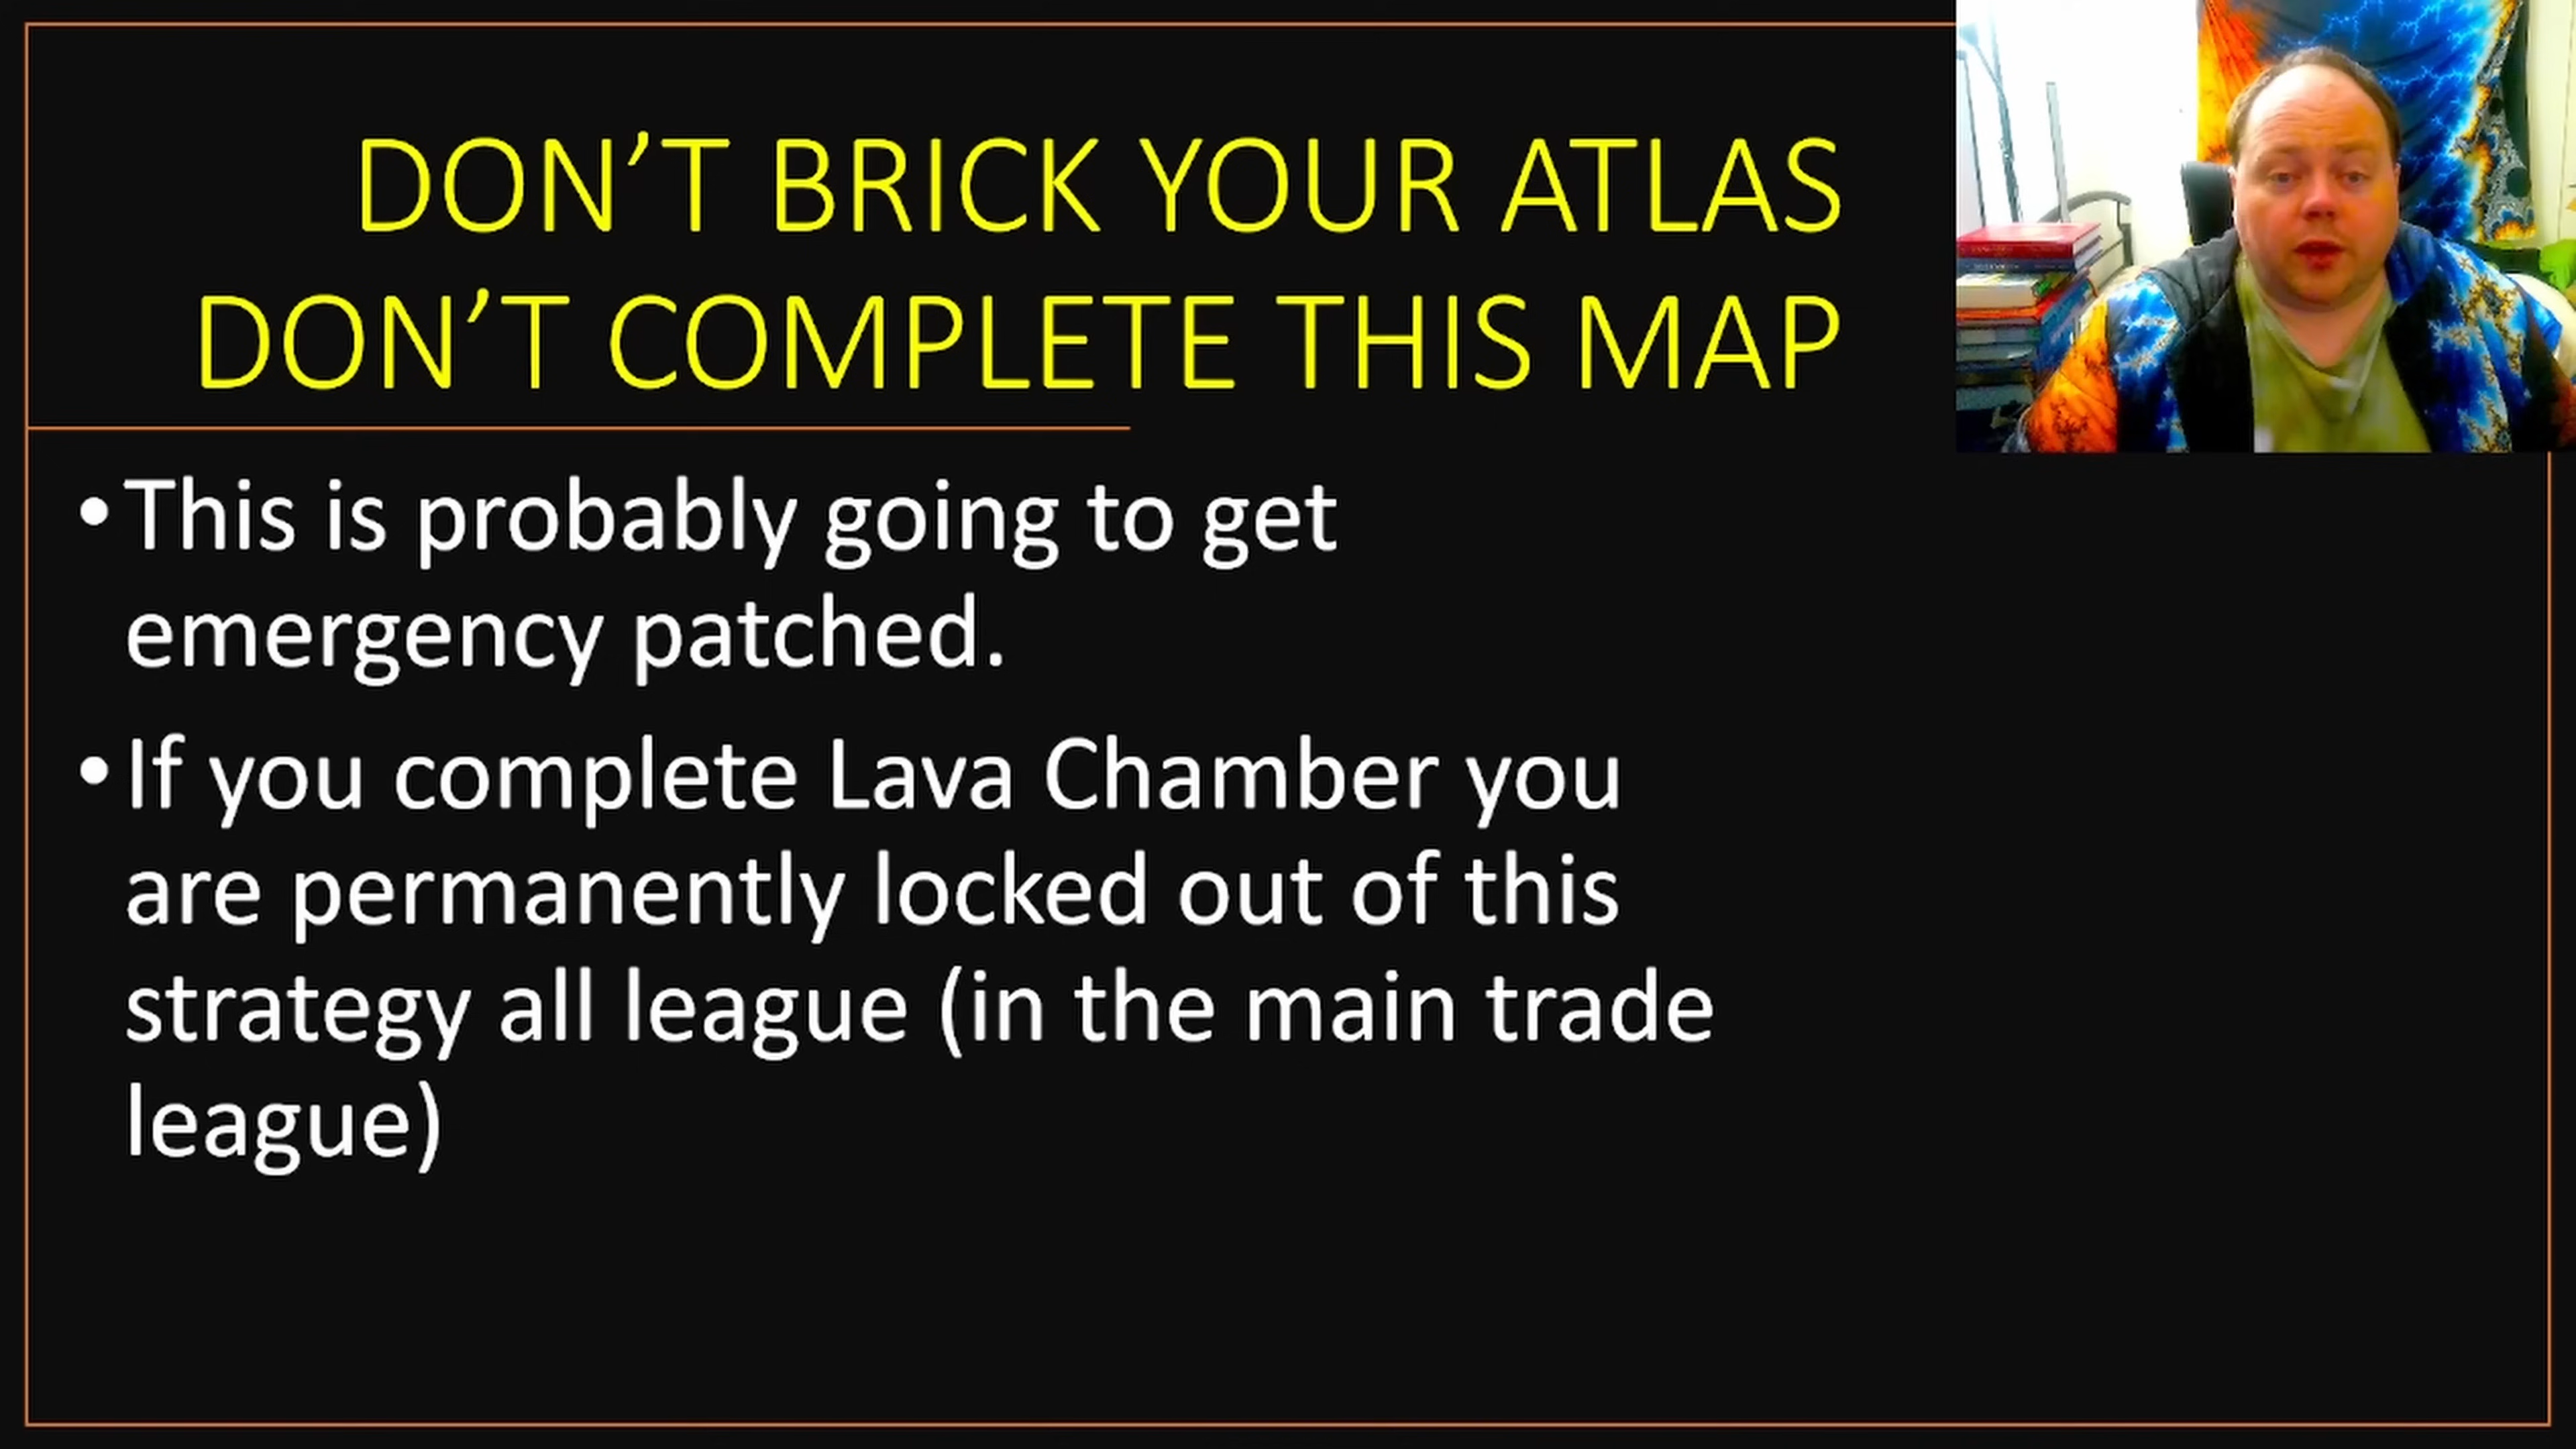 DON’T BRICK YOUR ATLAS
DON’T COMPLETE THIS MAP
• This is probably going to get
emergency patched.
• If you complete Lava Chamber you
are permanently locked out of this
strategy all league (in the main trade
league)